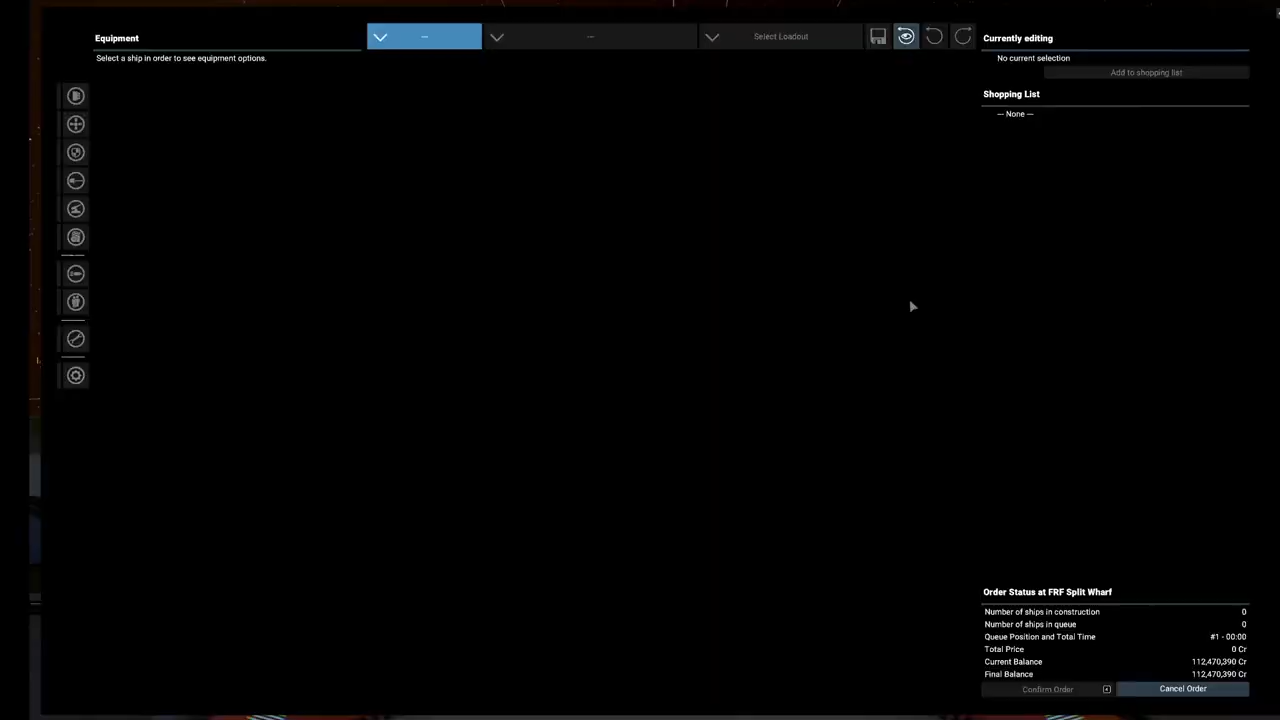 Equipment
Select a ship in order to see equipment options.
---
---
Select Loadout
Currently editing
No current selection
Add to shopping list
Shopping List
--- None ---
Order Status at FRF Split Wharf
Number of ships in construction 0
Number of ships in queue 0
Queue Position and Total Time #1 - 00:00
Total Price 0 Cr
Current Balance 112,470,390 Cr
Final Balance 112,470,390 Cr
Confirm Order
Cancel Order